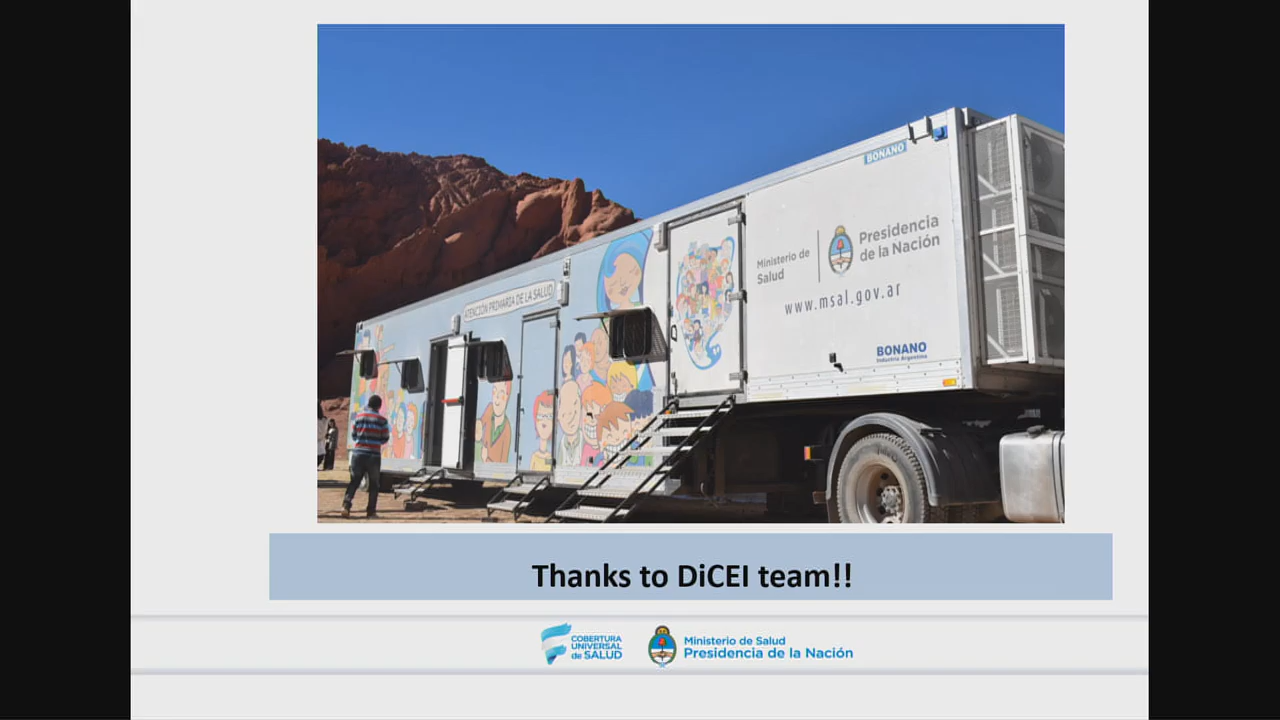 BONANO
Ministerio de
Salud
Presidencia
de la Nación
www.msal.gov.ar
ATENCIÓN PRIMARIA DE LA SALUD
BONANO
Industria Argentina
Thanks to DiCEI team!!
COBERTURA
UNIVERSAL
de SALUD
Ministerio de Salud
Presidencia de la Nación